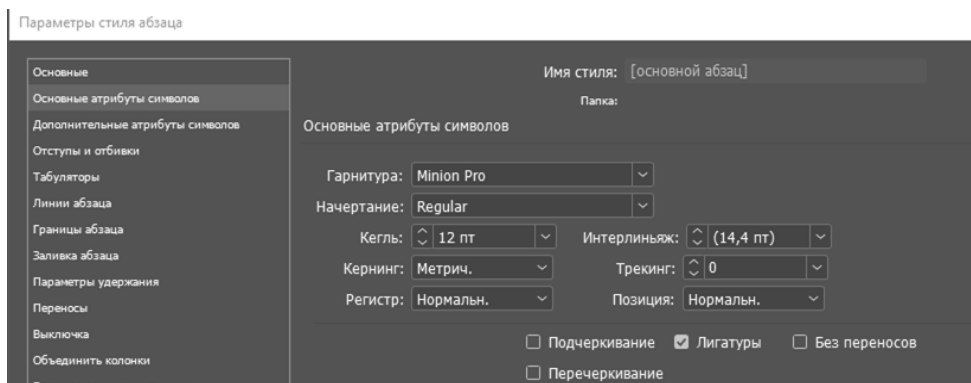 Параметры стиля абзаца
Основные
Основные атрибуты символов
Дополнительные атрибуты символов
Отступы и отбивки
Табуляторы
Линии абзаца
Границы абзаца
Заливка абзаца
Параметры удержания
Переносы
Выключка
Объединить колонки
Имя стиля: [основной абзац]
Папка:
Основные атрибуты символов
Гарнитура: Minion Pro
Начертание: Regular
Кегль: 12 пт Интерлиньяж: (14,4 пт)
Кернинг: Метрич. Трекинг: 0
Регистр: Нормальн. Позиция: Нормальн.
Подчеркивание Лигатуры Без переносов
Перечеркивание